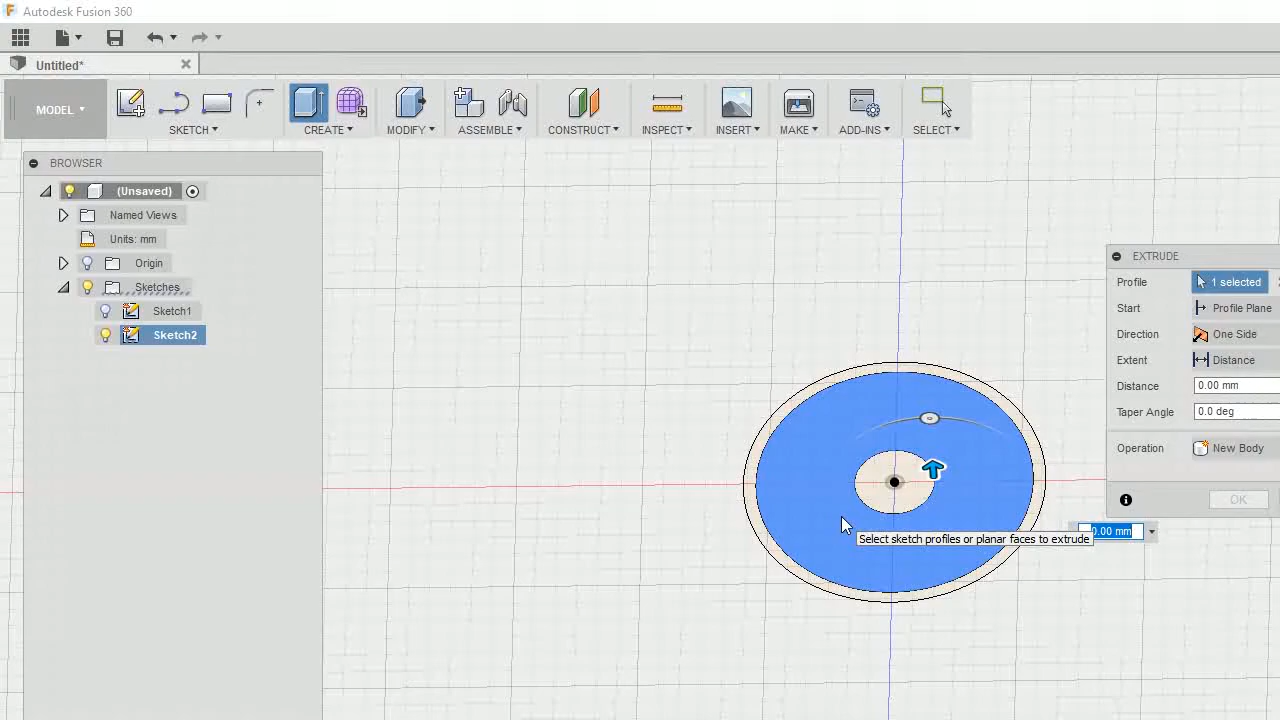 Autodesk Fusion 360
Untitled*
MODEL
SKETCH
CREATE
MODIFY
ASSEMBLE
CONSTRUCT
INSPECT
INSERT
MAKE
ADD-INS
SELECT
BROWSER
(Unsaved)
Named Views
Units: mm
Origin
Sketches
Sketch1
Sketch2
EXTRUDE
Profile 1 selected
Start Profile Plane
Direction One Side
Extent Distance
Distance 0.00 mm
Taper Angle 0.0 deg
Operation New Body
OK
0.00 mm
Select sketch profiles or planar faces to extrude